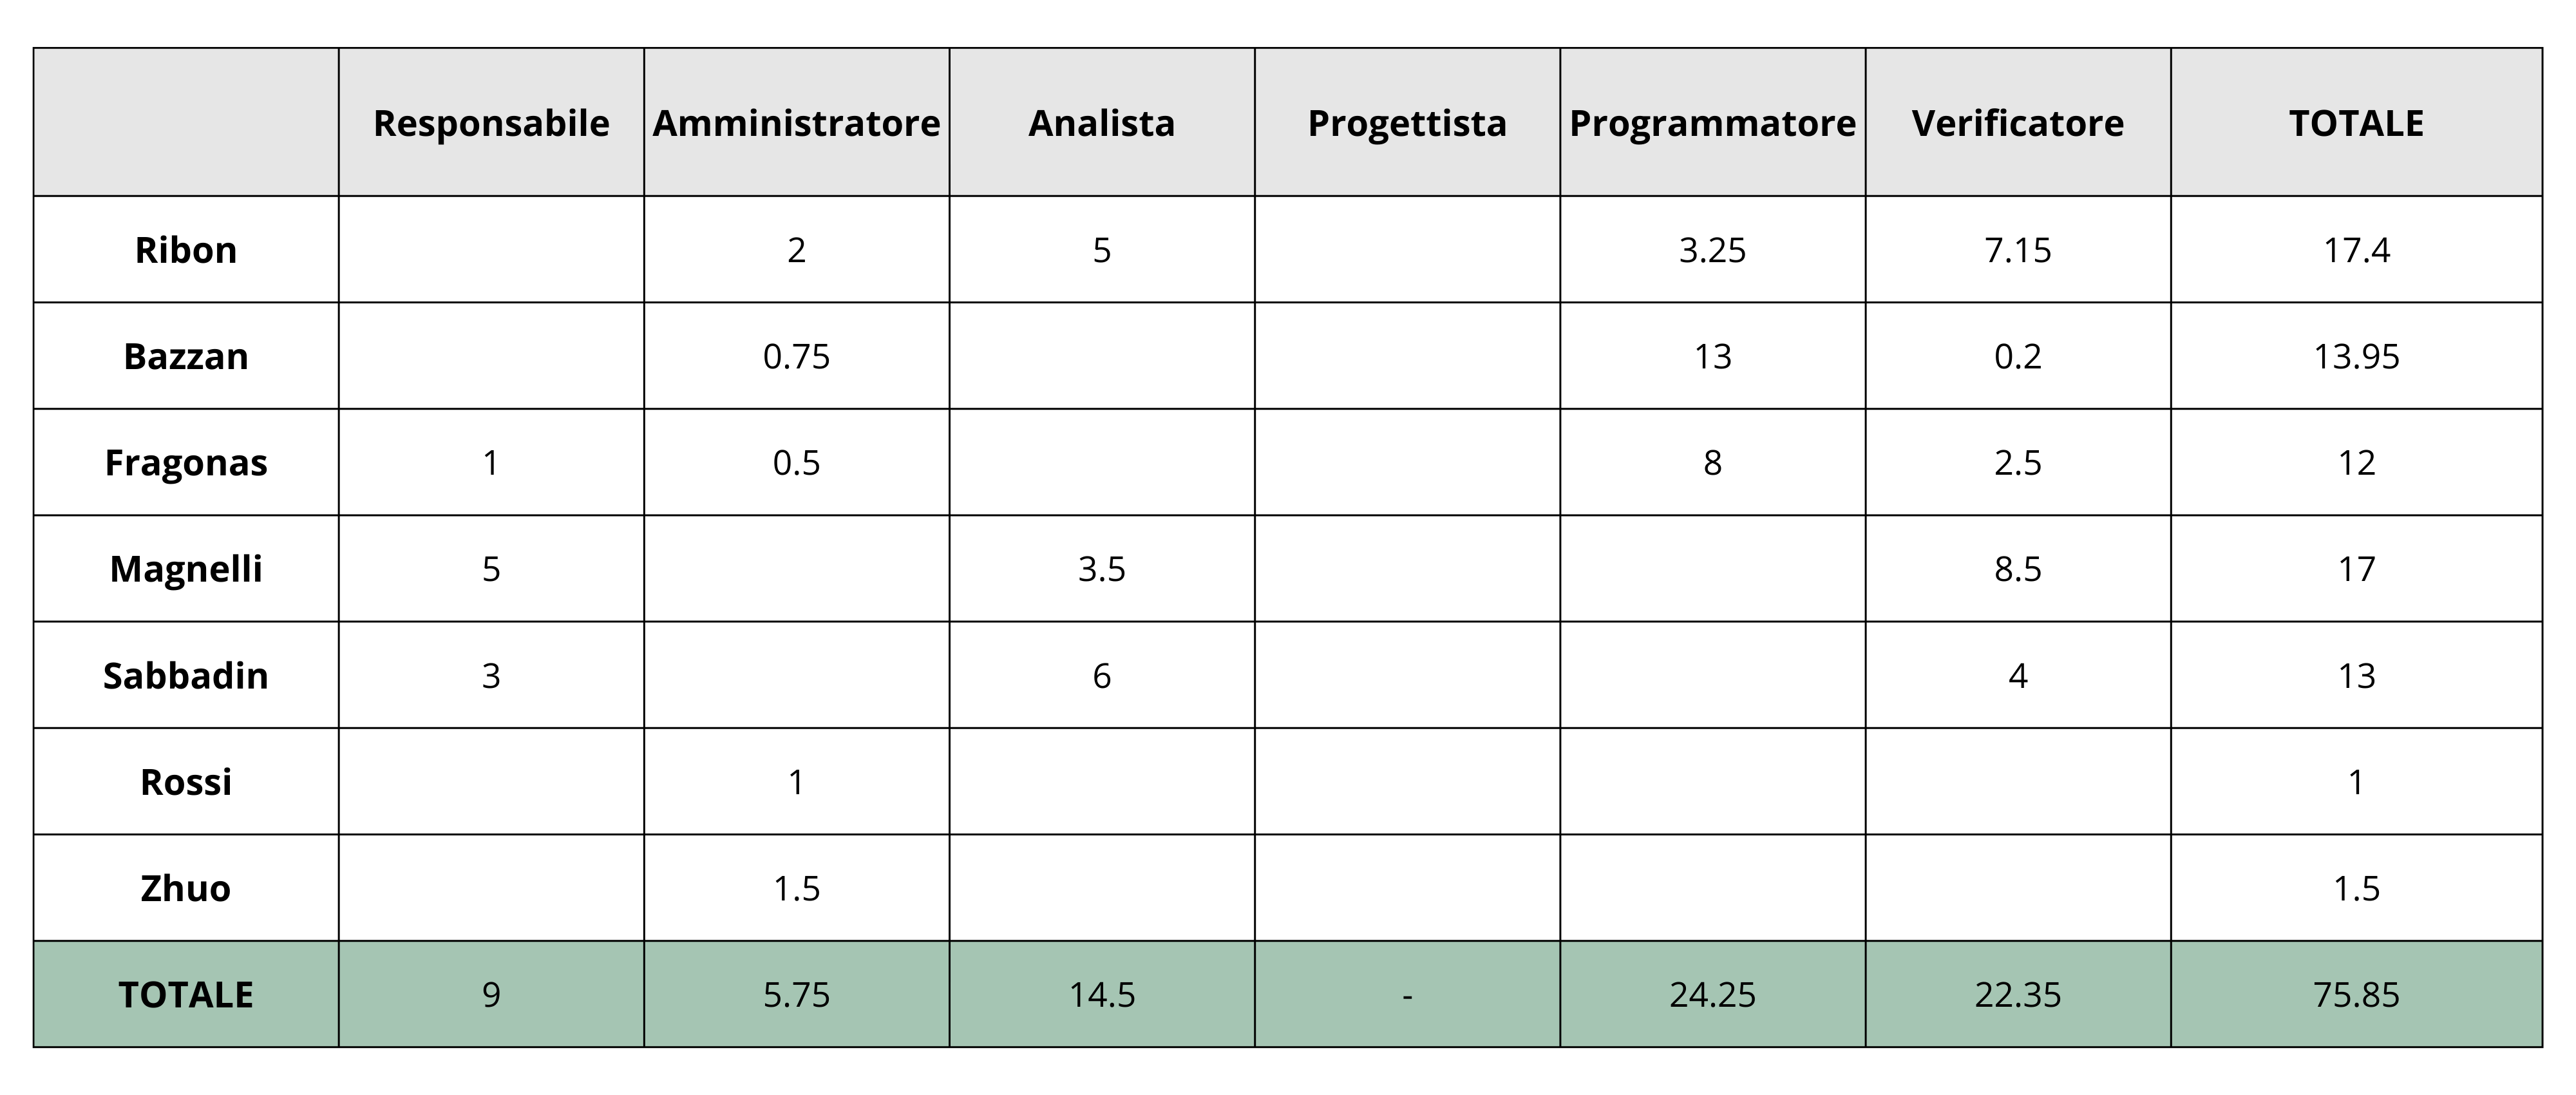 Responsabile Amministratore Analista Progettista Programmatore Verificatore TOTALE
Ribon 2 5 3.25 7.15 17.4
Bazzan 0.75 13 0.2 13.95
Fragonas 1 0.5 8 2.5 12
Magnelli 5 3.5 8.5 17
Sabbadin 3 6 4 13
Rossi 1 1
Zhuo 1.5 1.5
TOTALE 9 5.75 14.5 - 24.25 22.35 75.85